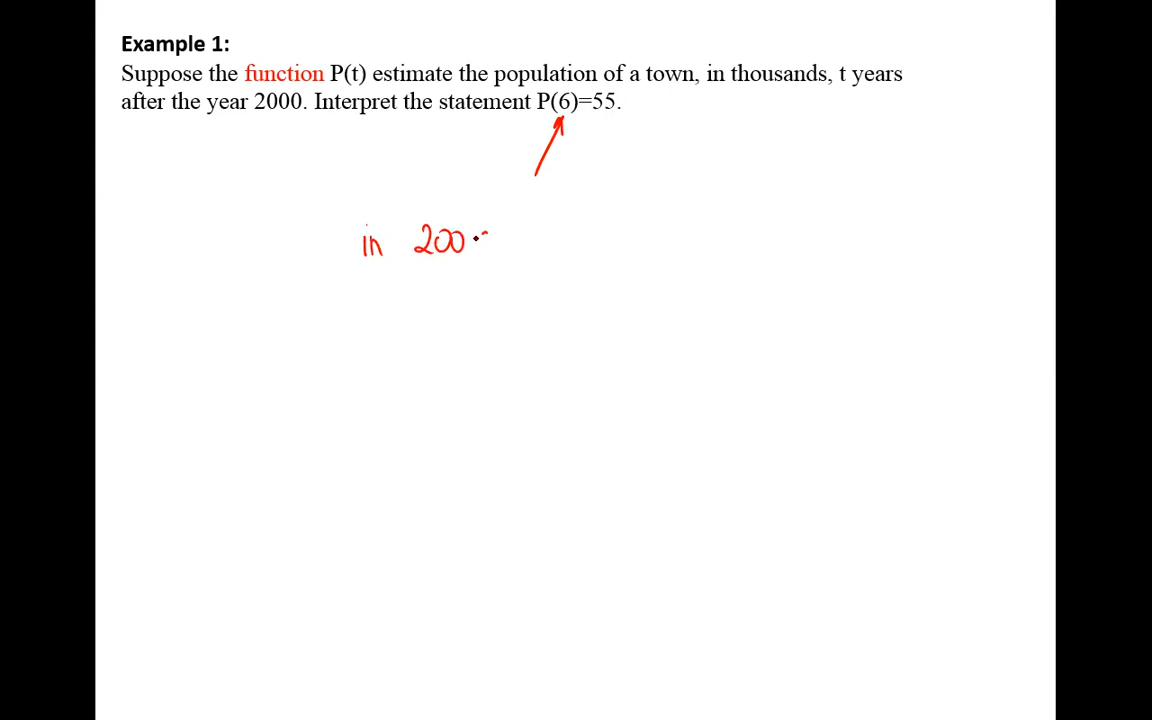 Example 1:
Suppose the function P(t) estimate the population of a town, in thousands, t years
after the year 2000. Interpret the statement P(6)=55.
in 200